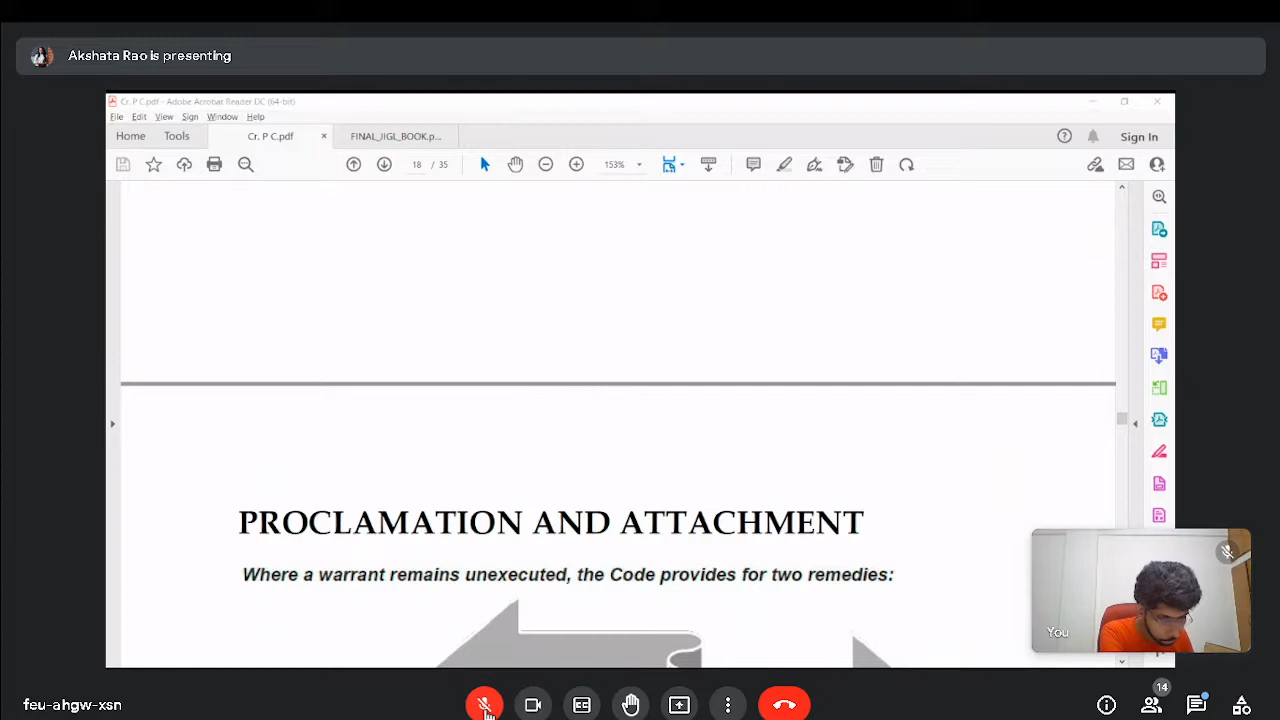 Akshata Rao is presenting
Cr. P C.pdf - Adobe Acrobat Reader DC (64-bit)
File Edit View Sign Window Help
Home Tools Cr. P C.pdf × FINAL_JIGL_BOOK.p... Sign In
18 / 35 153%
PROCLAMATION AND ATTACHMENT
Where a warrant remains unexecuted, the Code provides for two remedies:
You
feu-ahgw-xsn
14